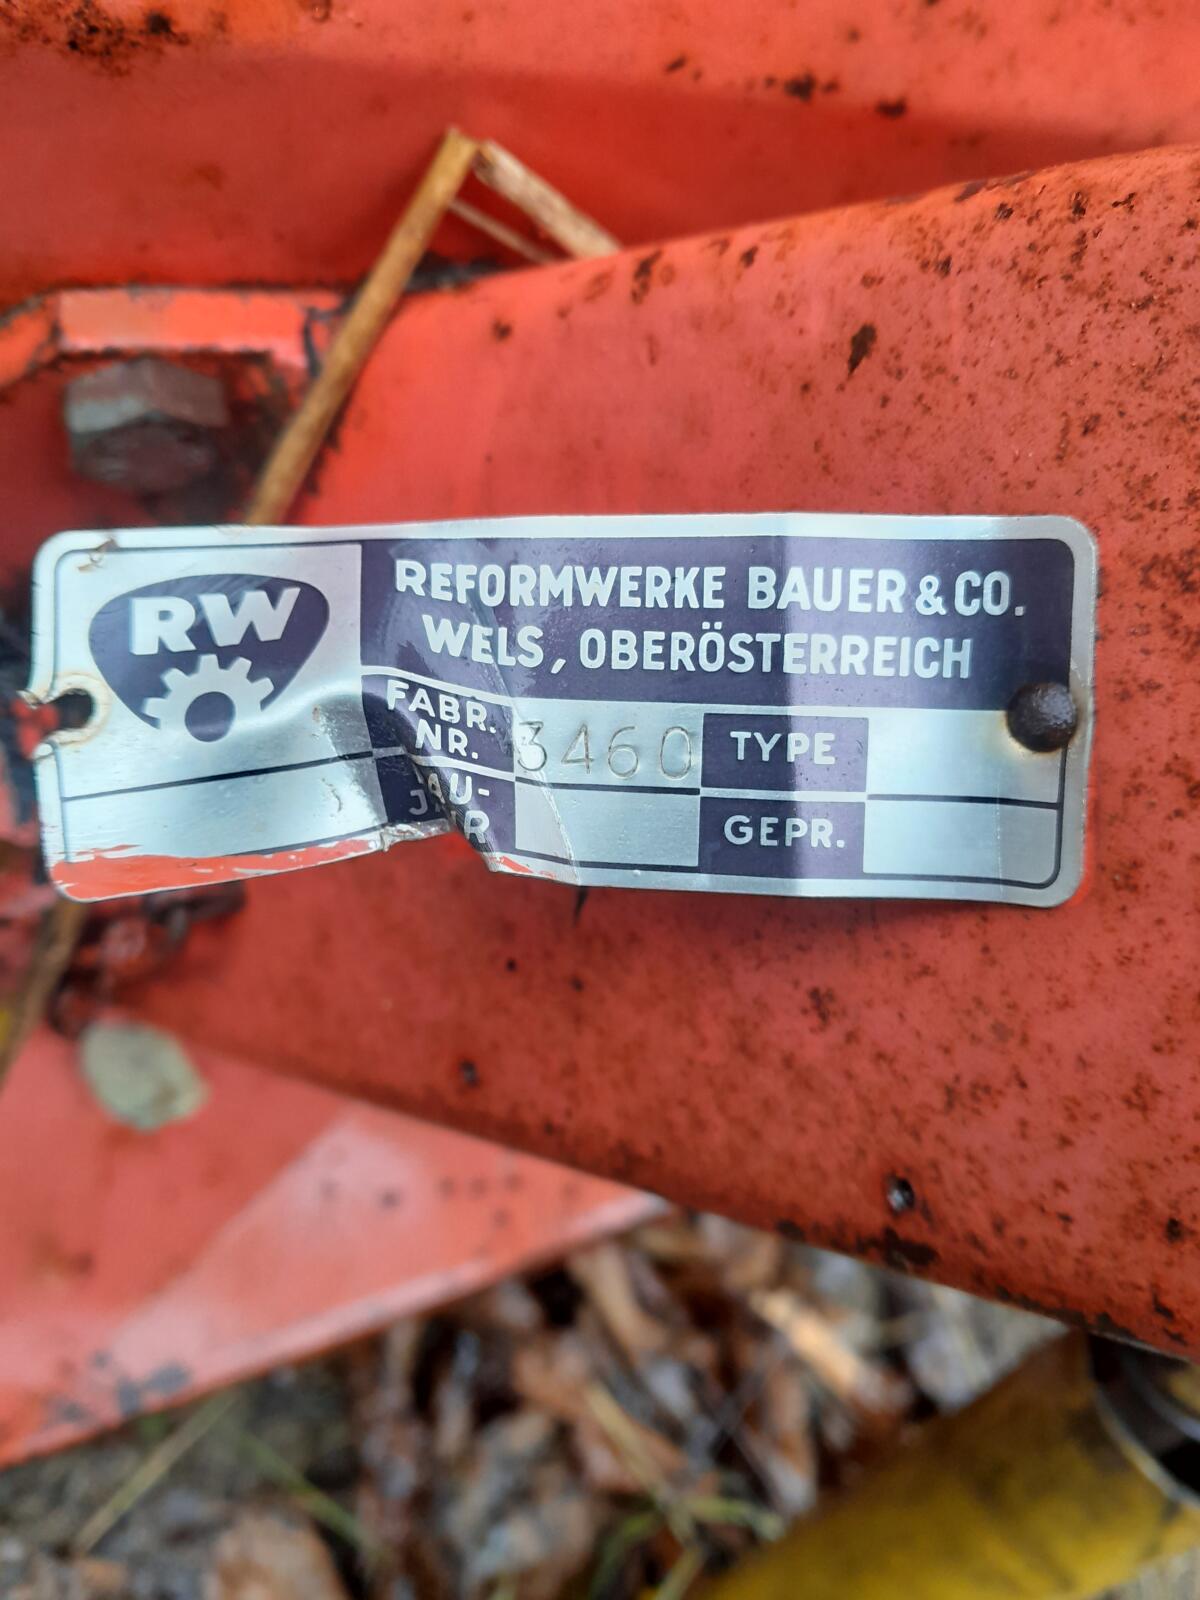 RW
REFORMWERKE BAUER & CO.
WELS, OBERÖSTERREICH
FABR.
NR.
3460
TYPE
GEPR.